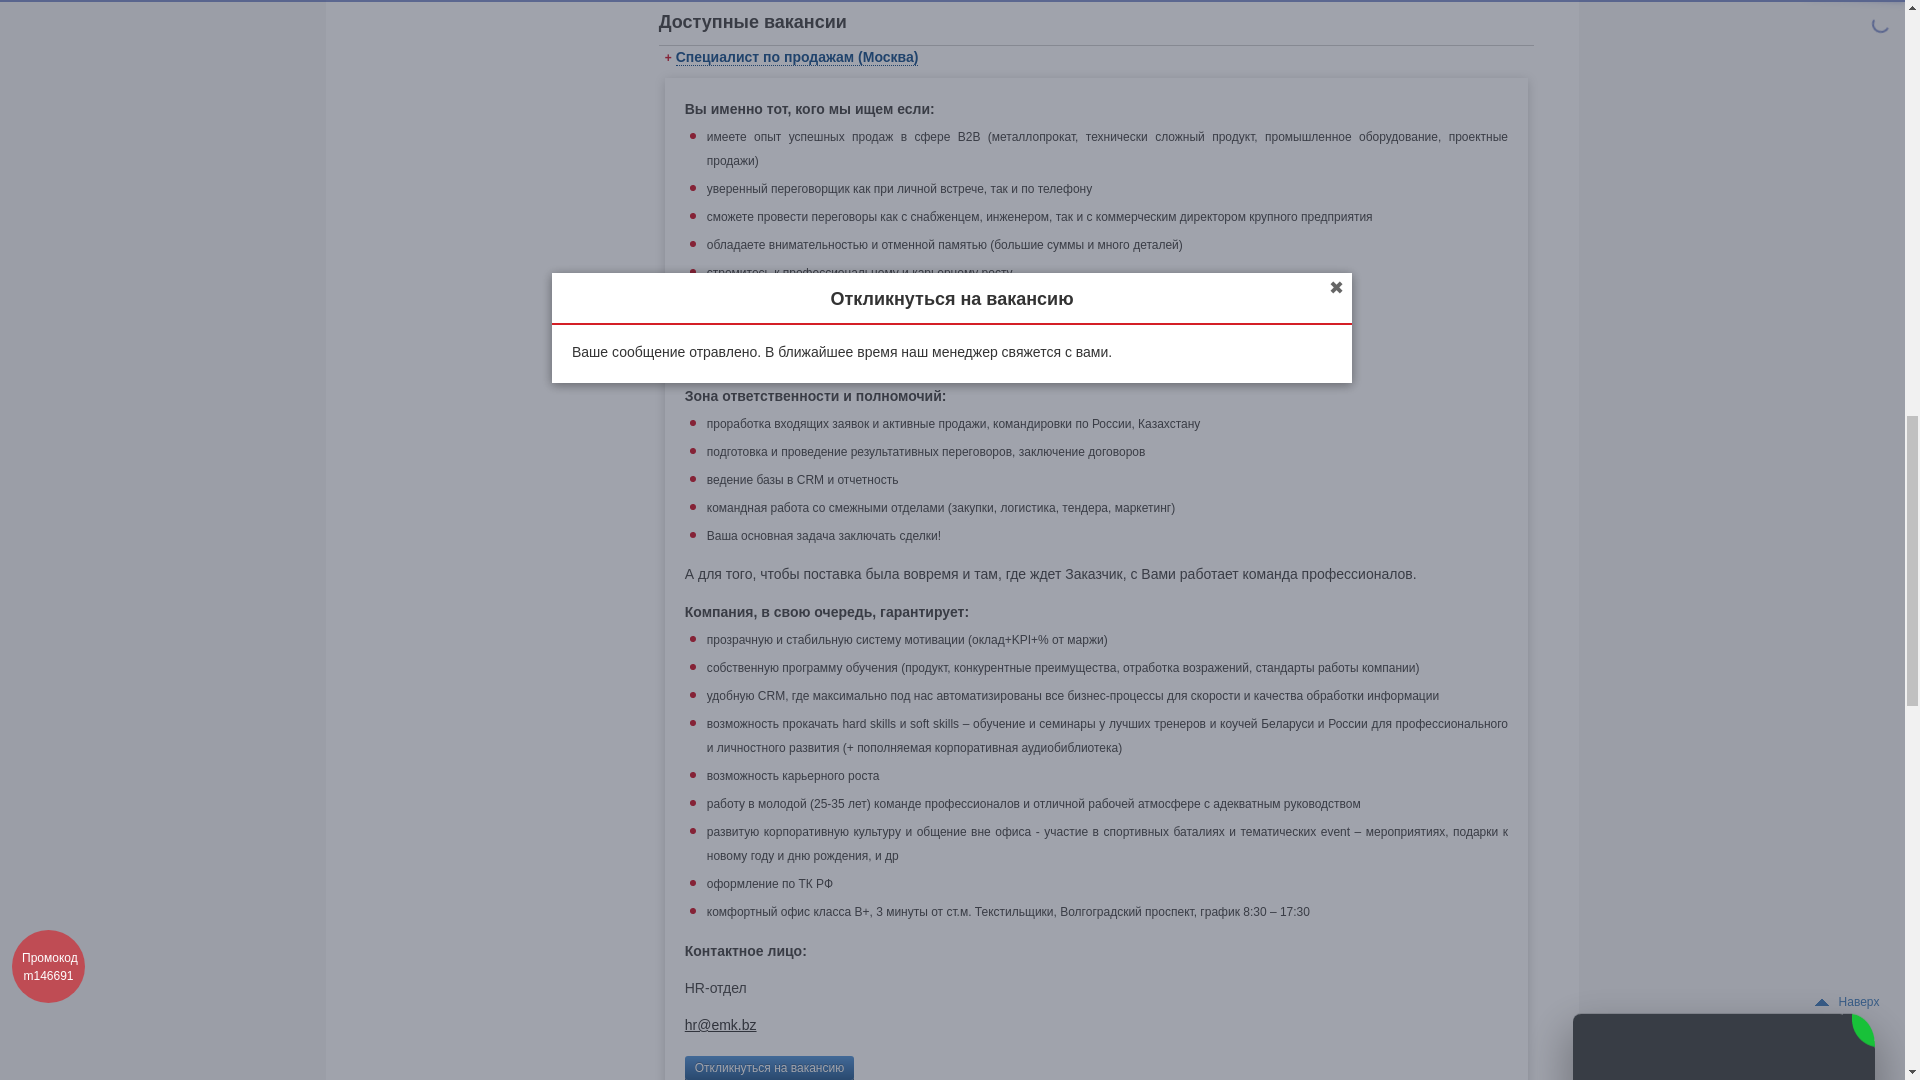 Доступные вакансии
+ Специалист по продажам (Москва)
Вы именно тот, кого мы ищем если:
имеете опыт успешных продаж в сфере B2B (металлопрокат, технически сложный продукт, промышленное оборудование, проектные
продажи)
уверенный переговорщик как при личной встрече, так и по телефону
сможете провести переговоры как с снабженцем, инженером, так и с коммерческим директором крупного предприятия
обладаете внимательностью и отменной памятью (большие суммы и много деталей)
стремитесь к профессиональному и карьерному росту
Откликнуться на вакансию
✖
Ваше сообщение отравлено. В ближайшее время наш менеджер свяжется с вами.
Зона ответственности и полномочий:
проработка входящих заявок и активные продажи, командировки по России, Казахстану
подготовка и проведение результативных переговоров, заключение договоров
ведение базы в CRM и отчетность
командная работа со смежными отделами (закупки, логистика, тендера, маркетинг)
Ваша основная задача заключать сделки!
А для того, чтобы поставка была вовремя и там, где ждет Заказчик, с Вами работает команда профессионалов.
Компания, в свою очередь, гарантирует:
прозрачную и стабильную систему мотивации (оклад+KPI+% от маржи)
собственную программу обучения (продукт, конкурентные преимущества, отработка возражений, стандарты работы компании)
удобную CRM, где максимально под нас автоматизированы все бизнес-процессы для скорости и качества обработки информации
возможность прокачать hard skills и soft skills – обучение и семинары у лучших тренеров и коучей Беларуси и России для профессионального
и личностного развития (+ пополняемая корпоративная аудиобиблиотека)
возможность карьерного роста
работу в молодой (25-35 лет) команде профессионалов и отличной рабочей атмосфере с адекватным руководством
развитую корпоративную культуру и общение вне офиса - участие в спортивных баталиях и тематических event – мероприятиях, подарки к
новому году и дню рождения, и др
оформление по ТК РФ
комфортный офис класса В+, 3 минуты от ст.м. Текстильщики, Волгоградский проспект, график 8:30 – 17:30
Контактное лицо:
HR-отдел
hr@emk.bz
Откликнуться на вакансию
Промокод
m146691
Наверх